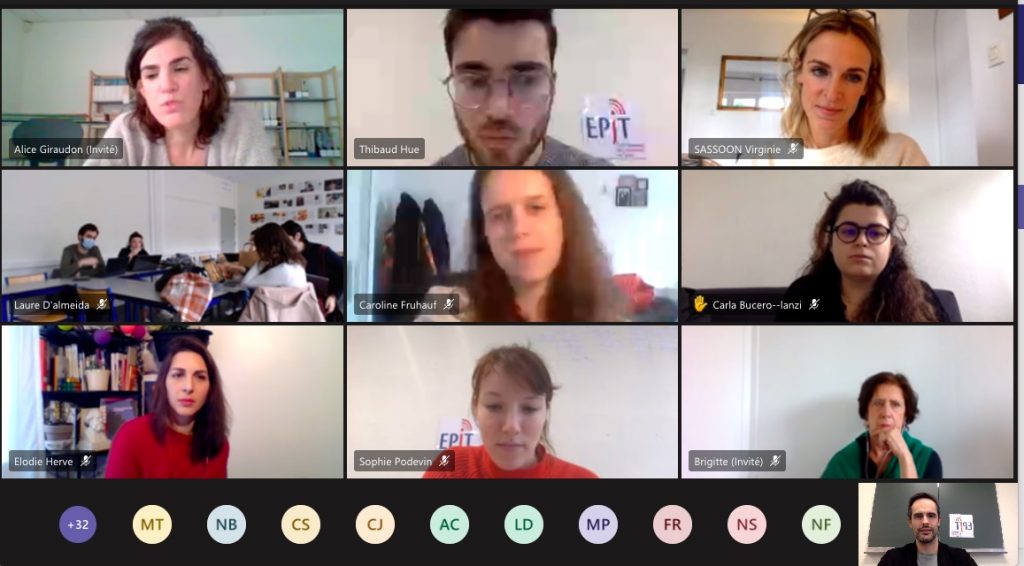 EPiT
Alice Giraudon (Invité)
Thibaud Hue
SASSOON Virginie
Laure D'almeida
Caroline Fruhauf
Carla Bucero--Ianzi
EPiT
Elodie Herve
Sophie Podevin
Brigitte (Invité)
+32
MT
NB
CS
CJ
AC
LD
MP
FR
NS
NF